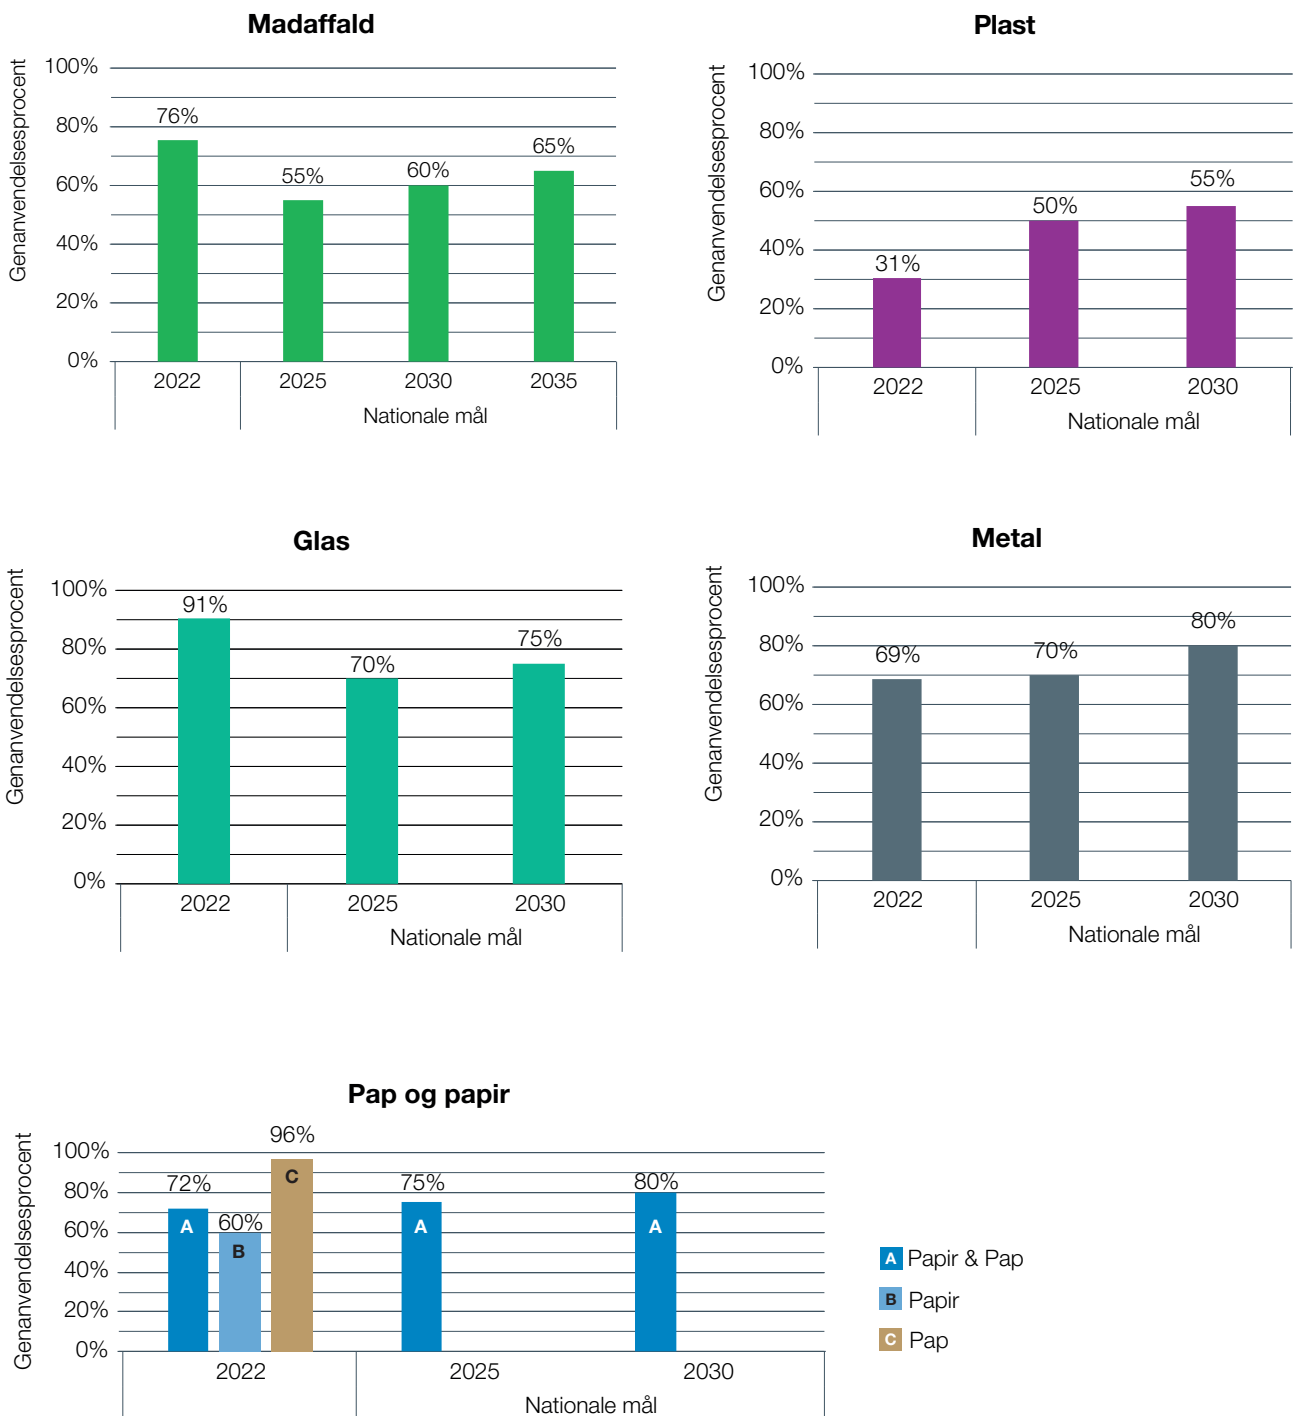 Madaffald
Genanvendelsesprocent
100%
80%
60%
40%
20%
0%
76%
55%
60%
65%
2022
2025
2030
2035
Nationale mål
Plast
Genanvendelsesprocent
100%
80%
60%
40%
20%
0%
31%
50%
55%
2022
2025
2030
Nationale mål
Glas
Genanvendelsesprocent
100%
80%
60%
40%
20%
0%
91%
70%
75%
2022
2025
2030
Nationale mål
Metal
Genanvendelsesprocent
100%
80%
60%
40%
20%
0%
69%
70%
80%
2022
2025
2030
Nationale mål
Pap og papir
Genanvendelsesprocent
100%
80%
60%
40%
20%
0%
72%
60%
96%
75%
80%
A
B
C
A
A
2022
2025
2030
Nationale mål
A Papir & Pap
B Papir
C Pap